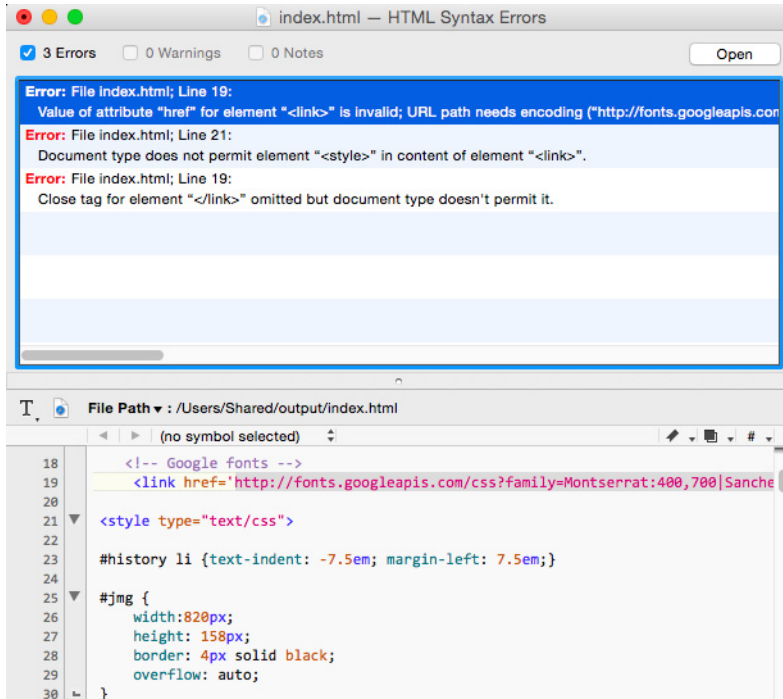 index.html — HTML Syntax Errors
3 Errors 0 Warnings 0 Notes Open
Error: File index.html; Line 19:
Value of attribute “href” for element “<link>” is invalid; URL path needs encoding (“http://fonts.googleapis.com
Error: File index.html; Line 21:
Document type does not permit element “<style>” in content of element “<link>”.
Error: File index.html; Line 19:
Close tag for element “</link>” omitted but document type doesn't permit it.
T File Path ▾ : /Users/Shared/output/index.html
(no symbol selected) #
18 <!-- Google fonts -->
19 <link href='http://fonts.googleapis.com/css?family=Montserrat:400,700|Sanche
20
21 <style type="text/css">
22
23 #history li {text-indent: -7.5em; margin-left: 7.5em;}
24
25 #jmg {
26 width:820px;
27 height: 158px;
28 border: 4px solid black;
29 overflow: auto;
30 }